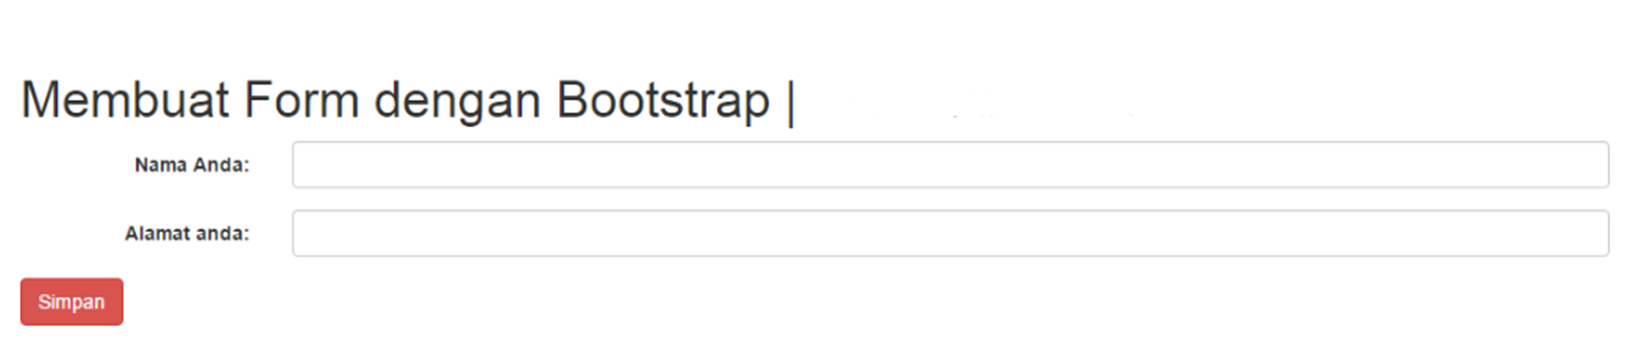 Membuat Form dengan Bootstrap |
Nama Anda:
Alamat anda:
Simpan